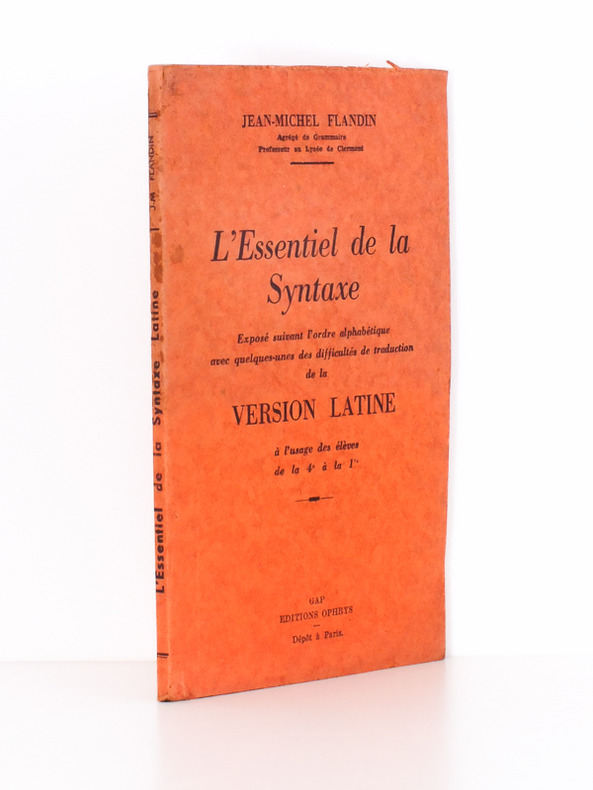 JEAN-MICHEL FLANDIN
Agrégé de Grammaire
Professeur au Lycée de Clermont
L'Essentiel de la
Syntaxe
Exposé suivant l'ordre alphabétique
avec quelques-unes des difficultés de traduction
de la
VERSION LATINE
à l'usage des élèves
de la 4e à la 1re
GAP
EDITIONS OPHRYS
Dépôt à Paris.
L'Essentiel de la Syntaxe Latine
J.-M FLANDIN